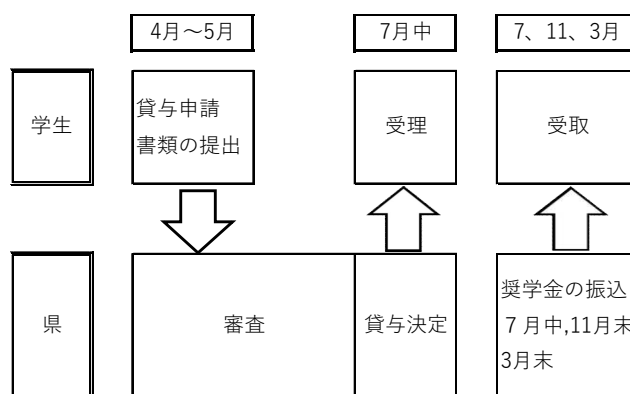 4月～5月
7月中
7、11、3月
学生
貸与申請
書類の提出
受理
受取
県
審査
貸与決定
奨学金の振込
７月中,11月末
3月末